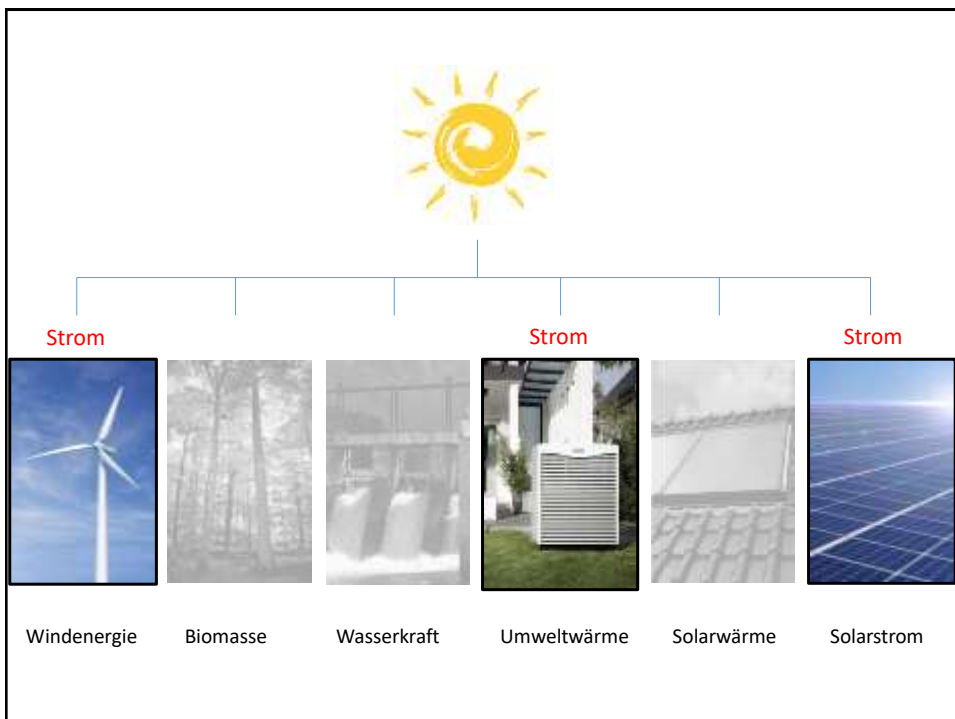 Strom
Strom
Strom
Windenergie
Biomasse
Wasserkraft
Umweltwärme
Solarwärme
Solarstrom